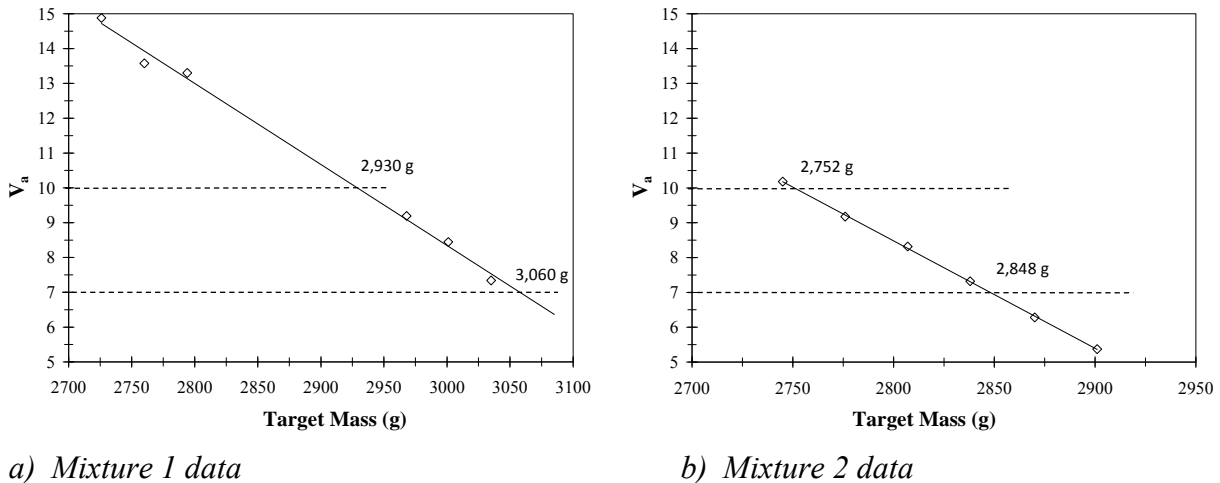 15
14
13
12
11
10
9
8
7
6
5
V_a
2,930 g
3,060 g
2700 2750 2800 2850 2900 2950 3000 3050 3100
Target Mass (g)
a) Mixture 1 data
15
14
13
12
11
10
9
8
7
6
5
V_a
2,752 g
2,848 g
2700 2750 2800 2850 2900 2950
Target Mass (g)
b) Mixture 2 data